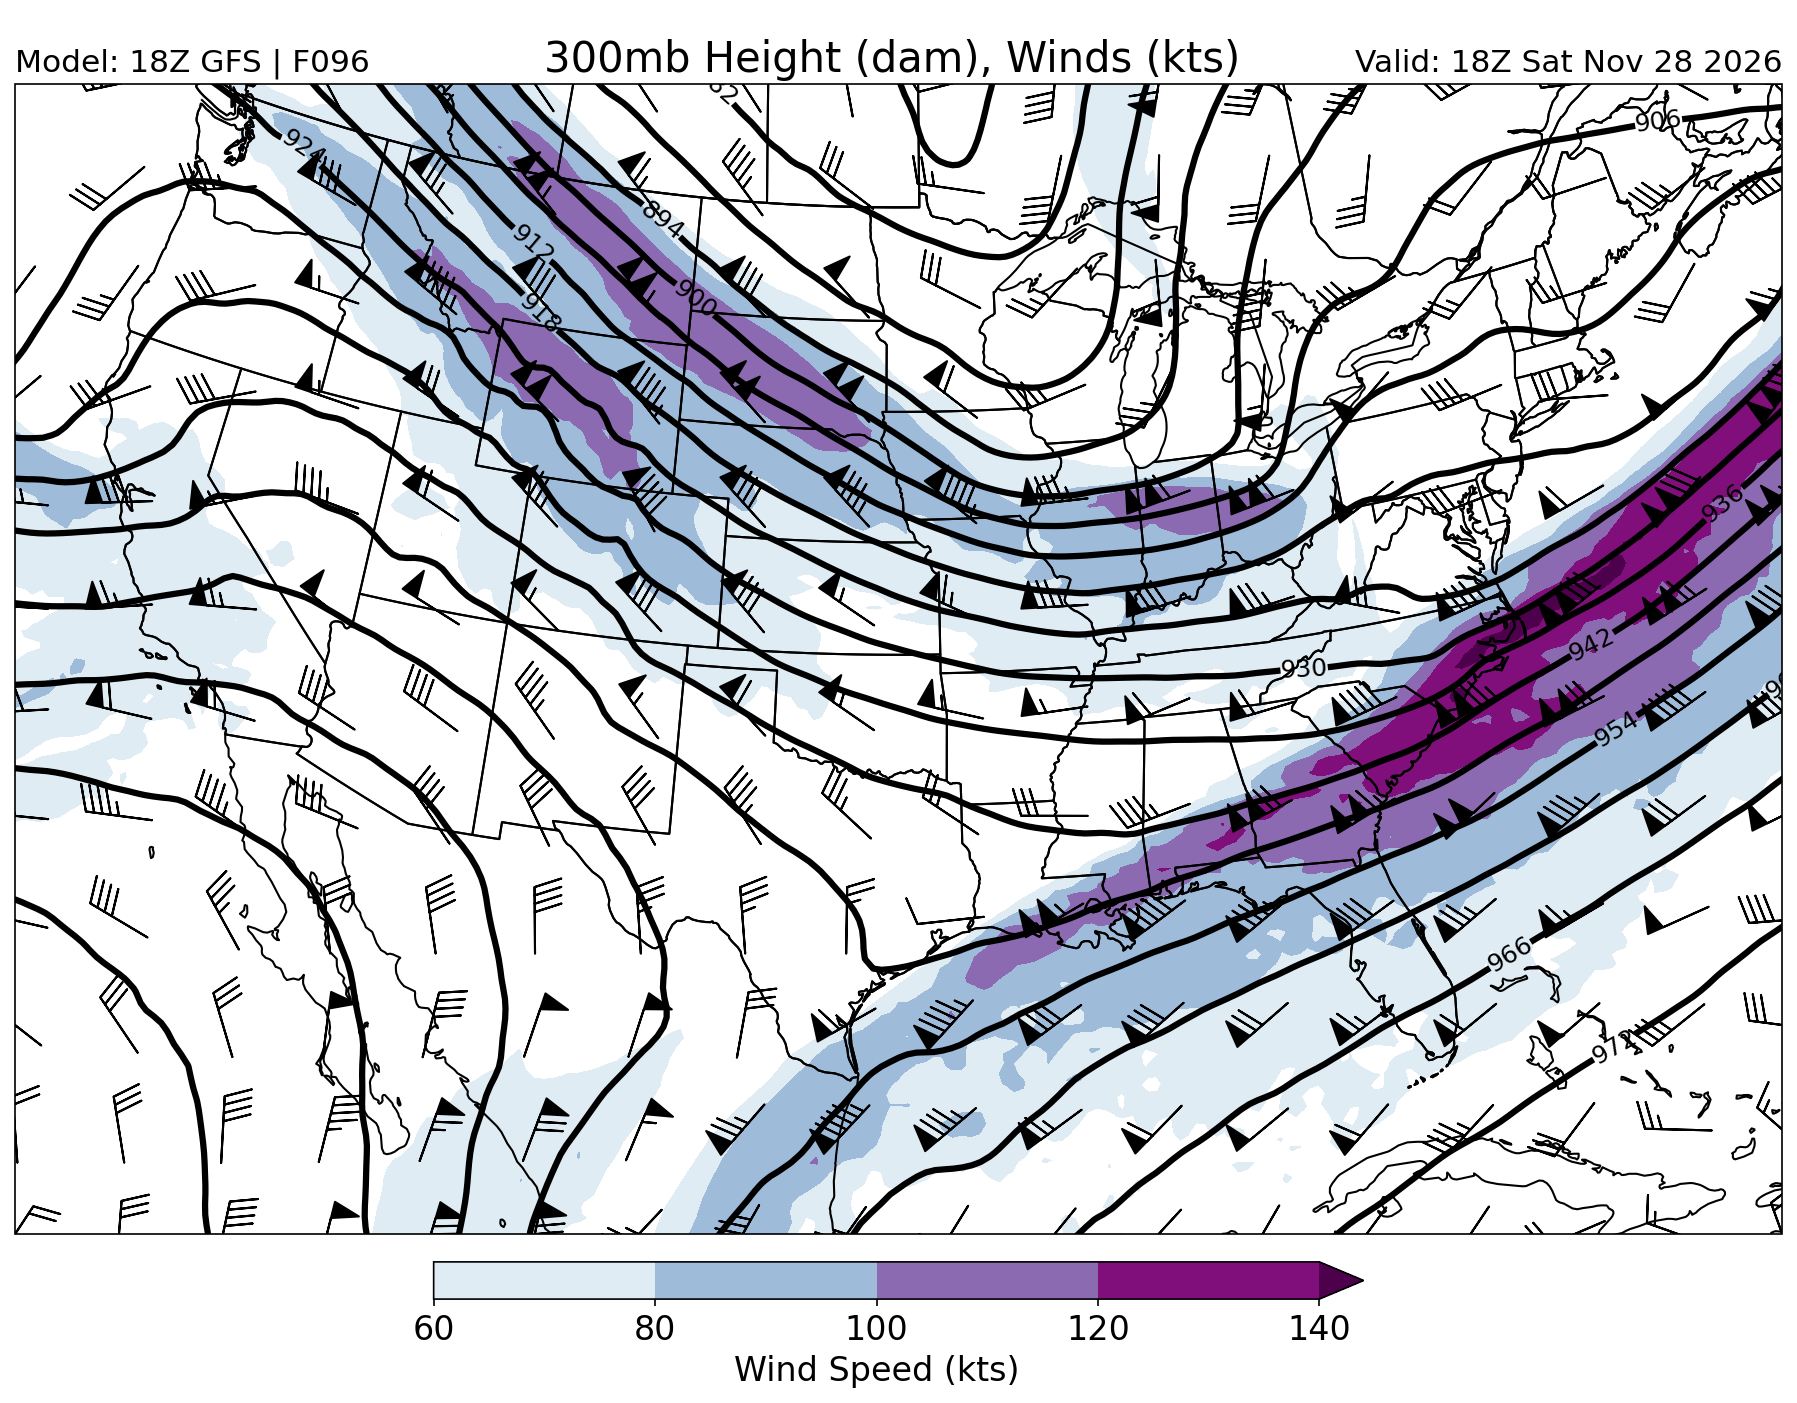 Model: 18Z GFS | F096
300mb Height (dam), Winds (kts)
Valid: 18Z Sat Nov 28 2026
906
924
894
912
900
918
936
942
930
954
966
60 80 100 120 140
Wind Speed (kts)